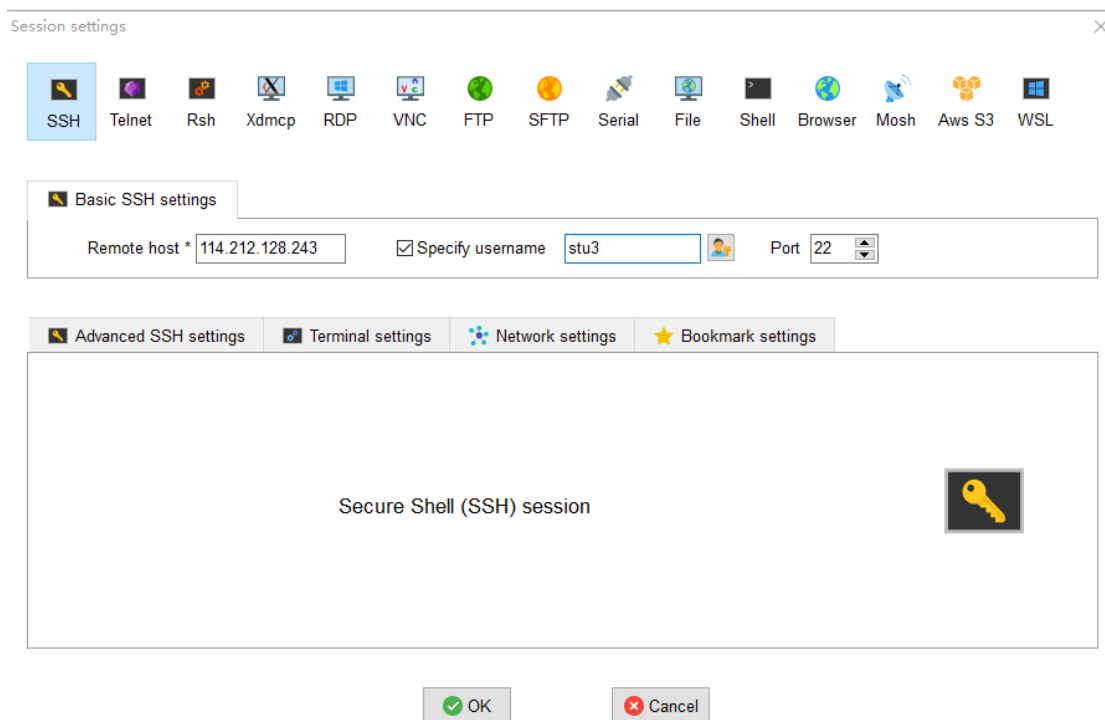 Session settings
SSH Telnet Rsh Xdmcp RDP VNC FTP SFTP Serial File Shell Browser Mosh Aws S3 WSL
Basic SSH settings
Remote host * 114.212.128.243 Specify username stu3 Port 22
Advanced SSH settings Terminal settings Network settings Bookmark settings
Secure Shell (SSH) session
OK Cancel